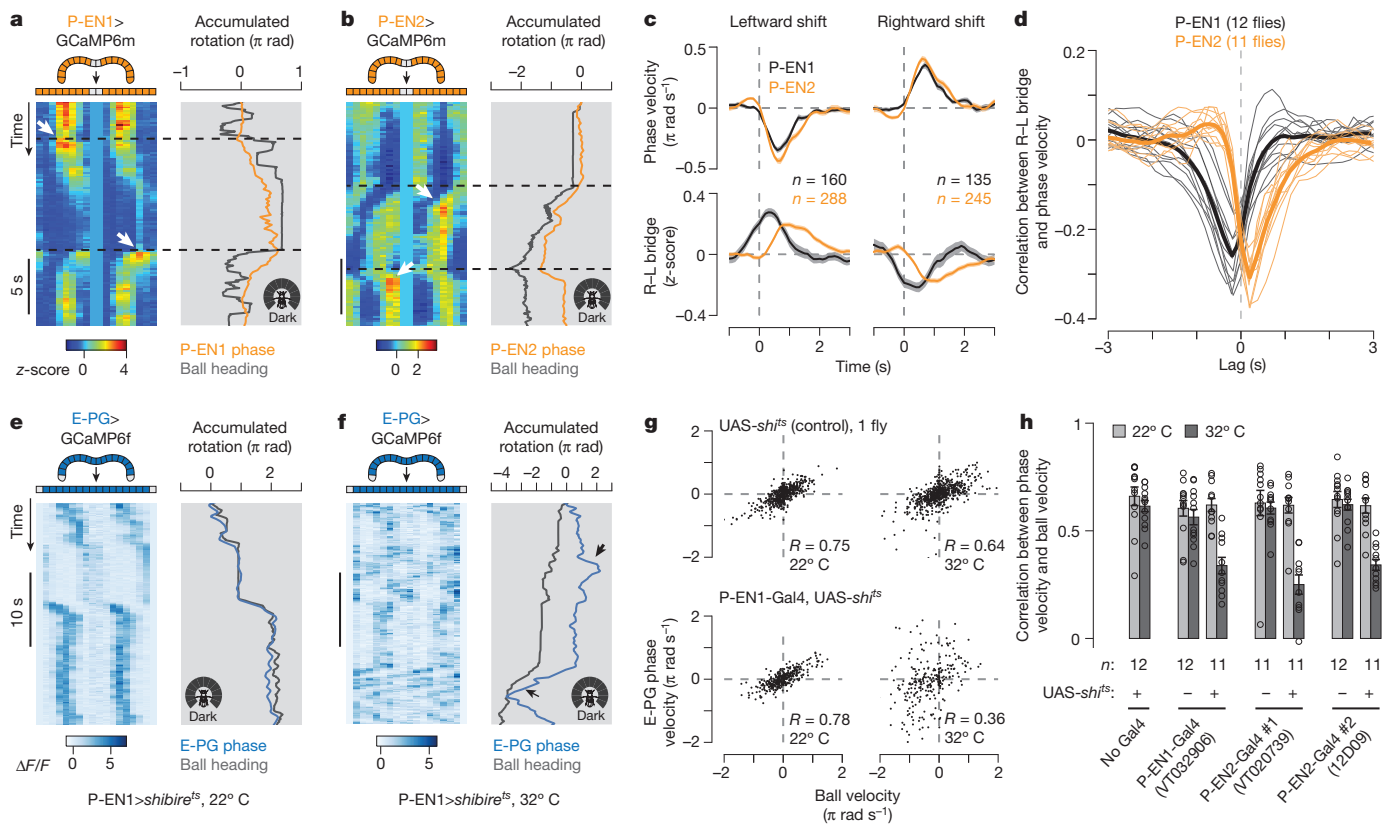 a
P-EN1>
GCaMP6m
Accumulated
rotation (π rad)
−1
0
1
Time
5 s
Dark
z-score
0
4
P-EN1 phase
Ball heading
b
P-EN2>
GCaMP6m
Accumulated
rotation (π rad)
−2
0
Dark
0
2
P-EN2 phase
Ball heading
c
Leftward shift
Rightward shift
Phase velocity
(π rad s−1)
0.5
0
−0.5
P-EN1
P-EN2
n = 160
n = 288
n = 135
n = 245
R–L bridge
(z-score)
0.4
0
−0.4
0
2
0
2
Time (s)
d
P-EN1 (12 flies)
P-EN2 (11 flies)
Correlation between R–L bridge
and phase velocity
0.2
0
−0.2
−0.4
−3
0
3
Lag (s)
e
E-PG>
GCaMP6f
Accumulated
rotation (π rad)
0
2
Time
10 s
Dark
ΔF/F
0
5
E-PG phase
Ball heading
P-EN1>shibirets, 22º C
f
E-PG>
GCaMP6f
Accumulated
rotation (π rad)
−4
−2
0
2
Dark
0
5
E-PG phase
Ball heading
P-EN1>shibirets, 32º C
g
UAS-shits (control), 1 fly
2
0
−2
R = 0.75
22º C
R = 0.64
32º C
P-EN1-Gal4, UAS-shits
E-PG phase
velocity (π rad s−1)
2
0
−2
R = 0.78
22º C
R = 0.36
32º C
−2
0
2
−2
0
2
Ball velocity
(π rad s−1)
h
Correlation between phase
velocity and ball velocity
1
0.5
0
22º C
32º C
n:
12
12
11
11
11
12
11
UAS-shits:
+
−
+
−
+
−
+
No Gal4
P-EN1-Gal4
(VT032906)
P-EN2-Gal4 #1
(VT020739)
P-EN2-Gal4 #2
(12D09)